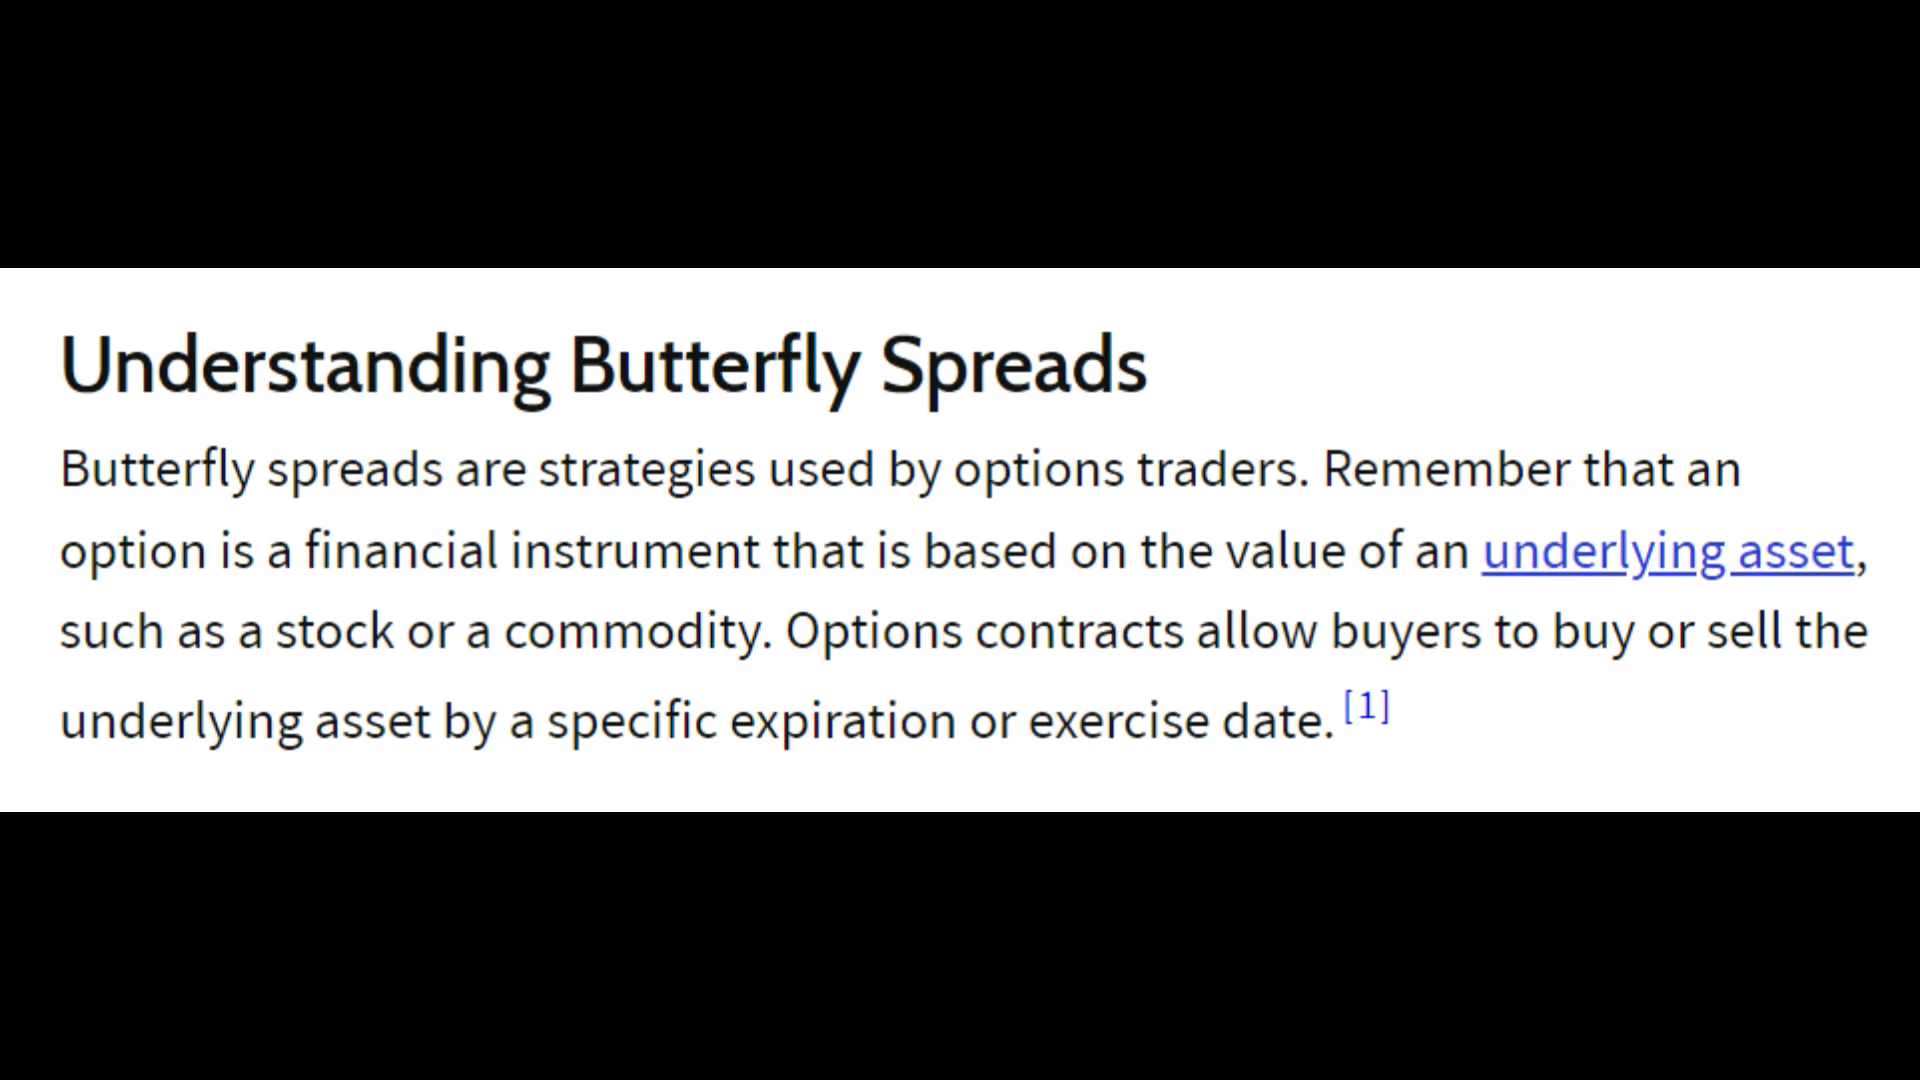 Understanding Butterfly Spreads
Butterfly spreads are strategies used by options traders. Remember that an
option is a financial instrument that is based on the value of an underlying asset,
such as a stock or a commodity. Options contracts allow buyers to buy or sell the
underlying asset by a specific expiration or exercise date. [1]